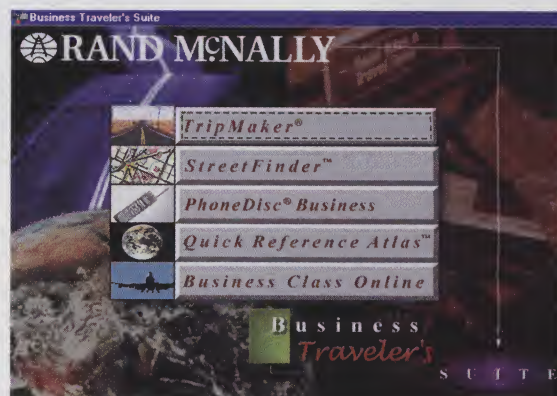 Business Traveler's Suite
RAND McNALLY
TripMaker®
StreetFinder™
PhoneDisc® Business
Quick Reference Atlas™
Business Class Online
Business
Traveler's
SUITE